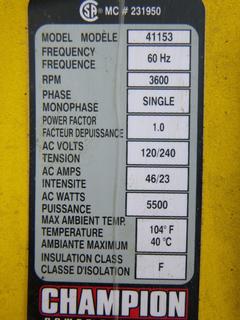 SA MC # 231950
MODEL MODÈLE 41153
FREQUENCY
FREQUENCE 60 Hz
RPM 3600
PHASE
MONOPHASE SINGLE
POWER FACTOR
FACTEUR DEPUISSANCE 1.0
AC VOLTS
TENSION 120/240
AC AMPS
INTENSITE 46/23
AC WATTS
PUISSANCE 5500
MAX AMBIENT TEMP.
TEMPERATURE 104° F
AMBIANTE MAXIMUM 40 °C
INSULATION CLASS
CLASSE D'ISOLATION F
CHAMPION